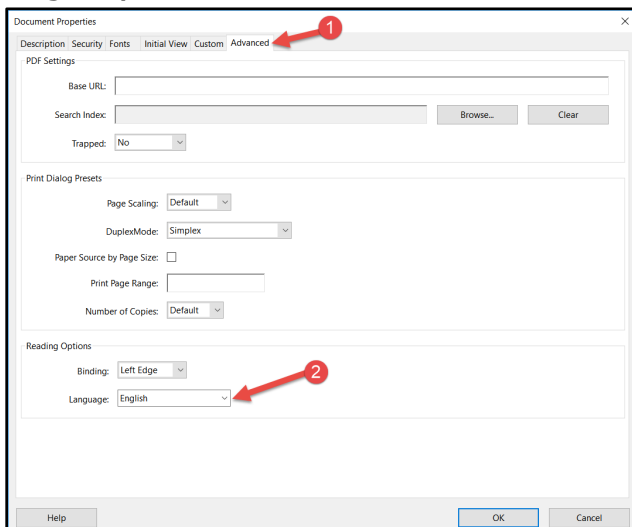 Document Properties
1
Description Security Fonts Initial View Custom Advanced
PDF Settings
Base URL:
Search Index: Browse... Clear
Trapped: No
Print Dialog Presets
Page Scaling: Default
DuplexMode: Simplex
Paper Source by Page Size:
Print Page Range:
Number of Copies: Default
Reading Options
Binding: Left Edge
2
Language: English
Help OK Cancel